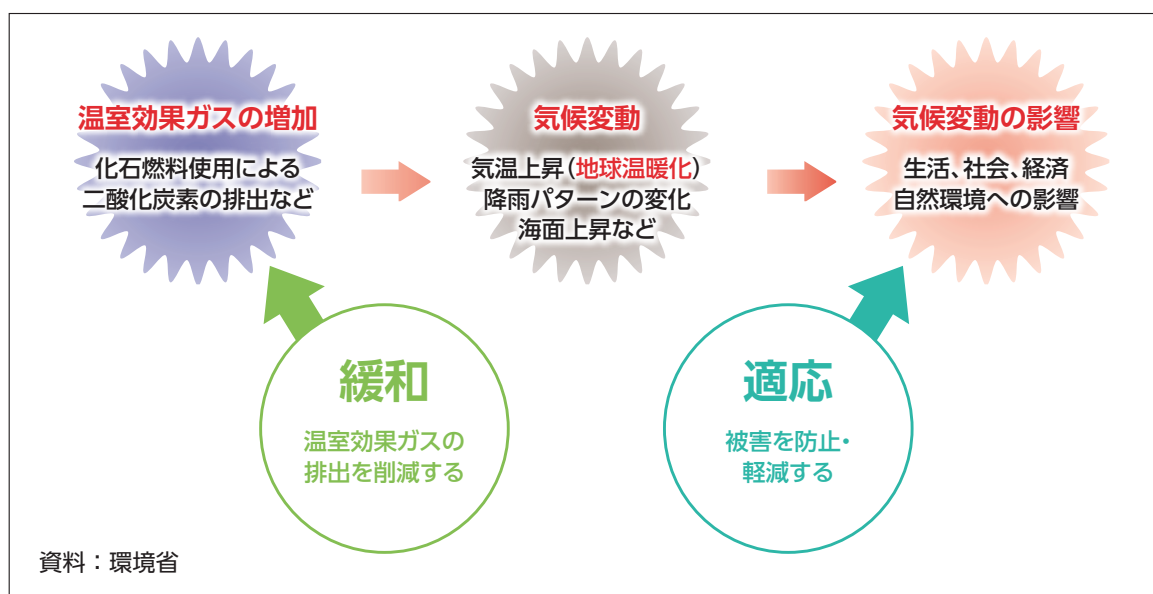 温室効果ガスの増加
化石燃料使用による
二酸化炭素の排出など
気候変動
気温上昇(地球温暖化)
降雨パターンの変化
海面上昇など
気候変動の影響
生活、社会、経済
自然環境への影響
緩和
温室効果ガスの
排出を削減する
適応
被害を防止・
軽減する
資料：環境省